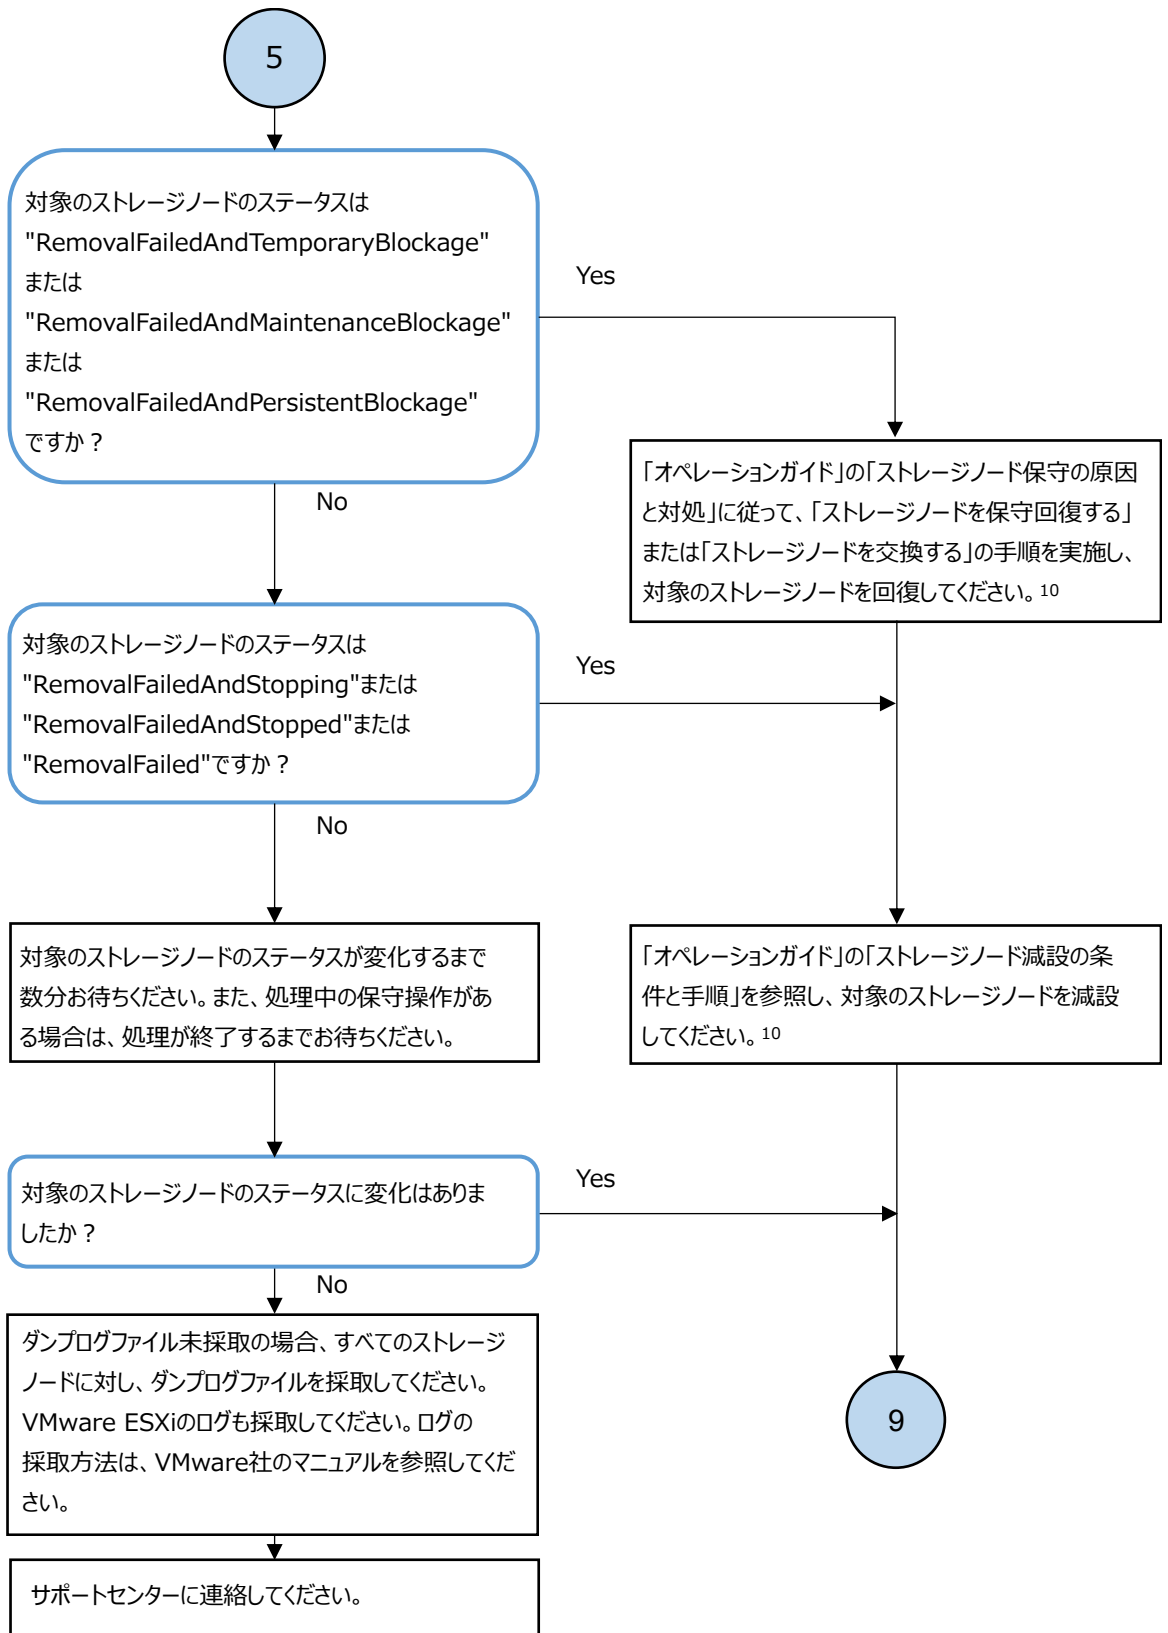 5
対象のストレージノードのステータスは
"RemovalFailedAndTemporaryBlockage"
または
"RemovalFailedAndMaintenanceBlockage"
または
"RemovalFailedAndPersistentBlockage"
ですか？
Yes
No
「オペレーションガイド」の「ストレージノード保守の原因
と対処」に従って、「ストレージノードを保守回復する」
または「ストレージノードを交換する」の手順を実施し、
対象のストレージノードを回復してください。10
対象のストレージノードのステータスは
"RemovalFailedAndStopping"または
"RemovalFailedAndStopped"または
"RemovalFailed"ですか？
Yes
No
対象のストレージノードのステータスが変化するまで
数分お待ちください。また、処理中の保守操作があ
る場合は、処理が終了するまでお待ちください。
「オペレーションガイド」の「ストレージノード減設の条
件と手順」を参照し、対象のストレージノードを減設
してください。10
対象のストレージノードのステータスに変化はありま
したか？
Yes
No
ダンプログファイル未採取の場合、すべてのストレージ
ノードに対し、ダンプログファイルを採取してください。
VMware ESXiのログも採取してください。ログの
採取方法は、VMware社のマニュアルを参照してくだ
さい。
9
サポートセンターに連絡してください。